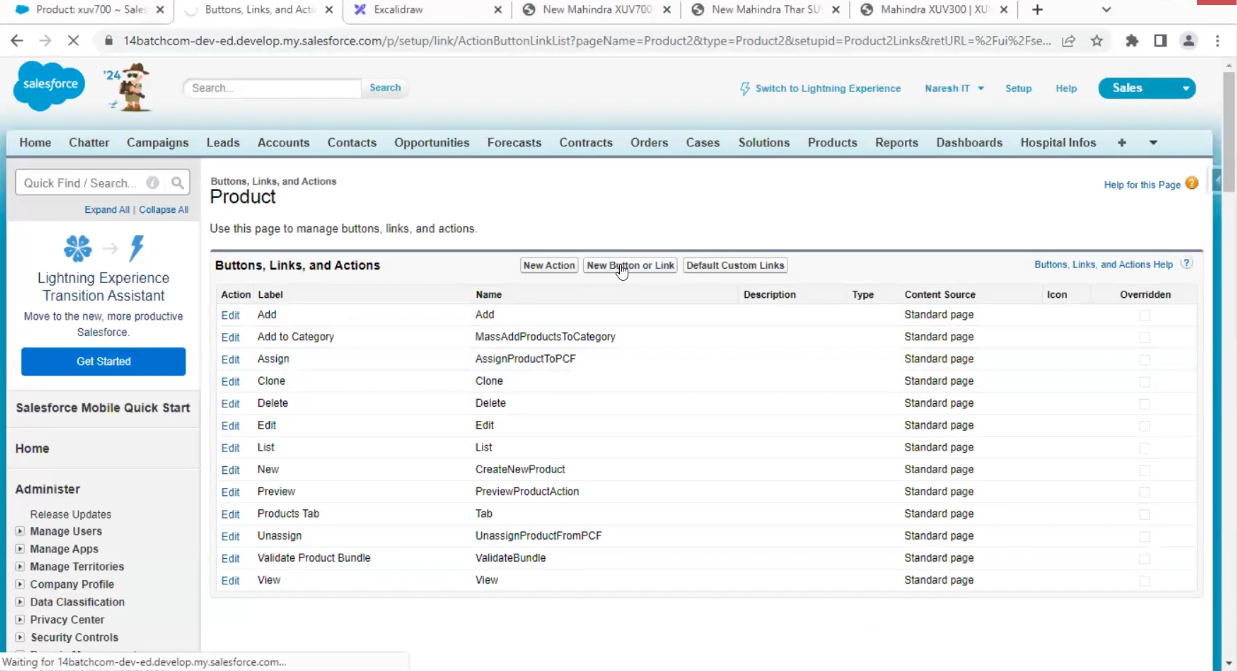 Product: xuv700 ~ Sales
Buttons, Links, and Acti
Excalidraw
New Mahindra XUV700
New Mahindra Thar SU
Mahindra XUV300 | XU
14batchcom-dev-ed.develop.my.salesforce.com/p/setup/link/ActionButtonLinkList?pageName=Product2&type=Product2&setupid=Product2Links&retURL=%2Fui%2Fse...
salesforce
'24
Search...
Search
Switch to Lightning Experience
Naresh IT
Setup
Help
Sales
Home Chatter Campaigns Leads Accounts Contacts Opportunities Forecasts Contracts Orders Cases Solutions Products Reports Dashboards Hospital Infos +
Quick Find / Search...
Expand All | Collapse All
Lightning Experience
Transition Assistant
Move to the new, more productive
Salesforce.
Get Started
Salesforce Mobile Quick Start
Home
Administer
Release Updates
Manage Users
Manage Apps
Manage Territories
Company Profile
Data Classification
Privacy Center
Security Controls
Buttons, Links, and Actions
Product
Help for this Page ?
Use this page to manage buttons, links, and actions.
Buttons, Links, and Actions
New Action
New Button or Link
Default Custom Links
Buttons, Links, and Actions Help ?
Action Label Name Description Type Content Source Icon Overridden
Edit Add Add Standard page
Edit Add to Category MassAddProductsToCategory Standard page
Edit Assign AssignProductToPCF Standard page
Edit Clone Clone Standard page
Edit Delete Delete Standard page
Edit Edit Edit Standard page
Edit List List Standard page
Edit New CreateNewProduct Standard page
Edit Preview PreviewProductAction Standard page
Edit Products Tab Tab Standard page
Edit Unassign UnassignProductFromPCF Standard page
Edit Validate Product Bundle ValidateBundle Standard page
Edit View View Standard page
Waiting for 14batchcom-dev-ed.develop.my.salesforce.com...